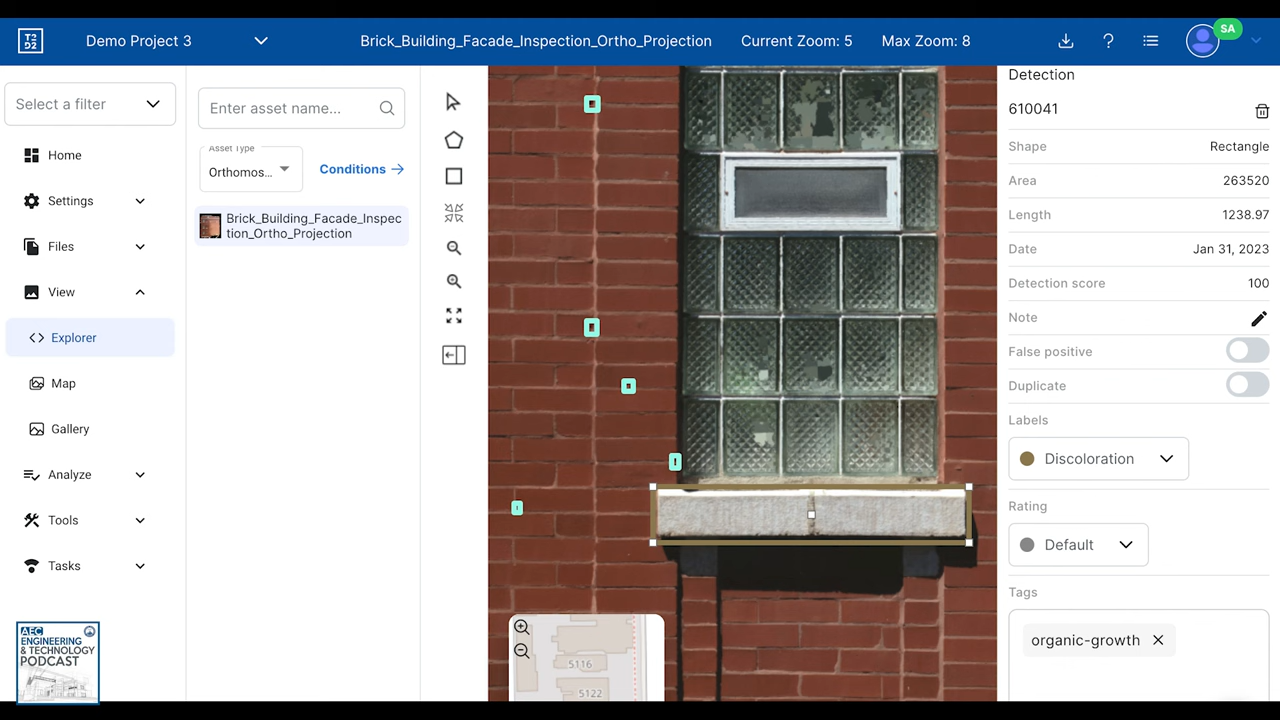 T2
D2
Demo Project 3
Brick_Building_Facade_Inspection_Ortho_Projection
Current Zoom: 5
Max Zoom: 8
?
SA
Select a filter
Home
Settings
Files
View
Explorer
Map
Gallery
Analyze
Tools
Tasks
AEC
ENGINEERING
& TECHNOLOGY
PODCAST
Enter asset name...
Asset Type
Orthomos...
Conditions
Brick_Building_Facade_Inspec
tion_Ortho_Projection
5116
5122
Detection
610041
Shape Rectangle
Area 263520
Length 1238.97
Date Jan 31, 2023
Detection score 100
Note
False positive
Duplicate
Labels
Discoloration
Rating
Default
Tags
organic-growth